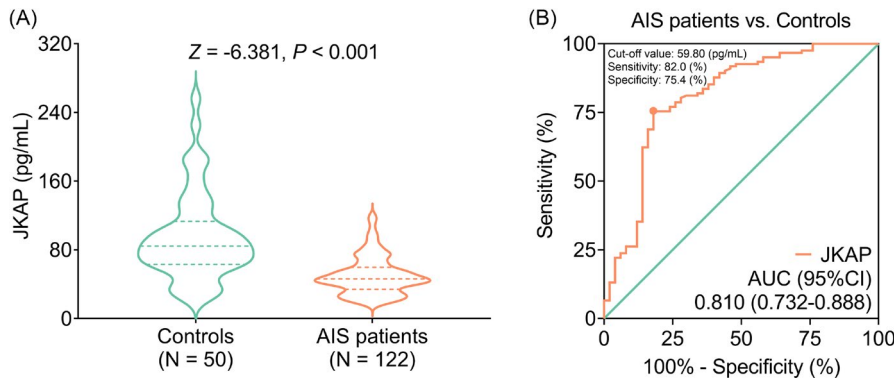 (A)
Z = -6.381, P < 0.001
JKAP (pg/mL)
320
240
160
80
0
Controls
(N = 50)
AIS patients
(N = 122)
(B)
AIS patients vs. Controls
Cut-off value: 59.80 (pg/mL)
Sensitivity: 82.0 (%)
Specificity: 75.4 (%)
Sensitivity (%)
100
75
50
25
0
JKAP
AUC (95%CI)
0.810 (0.732-0.888)
0
25
50
75
100
100% - Specificity (%)